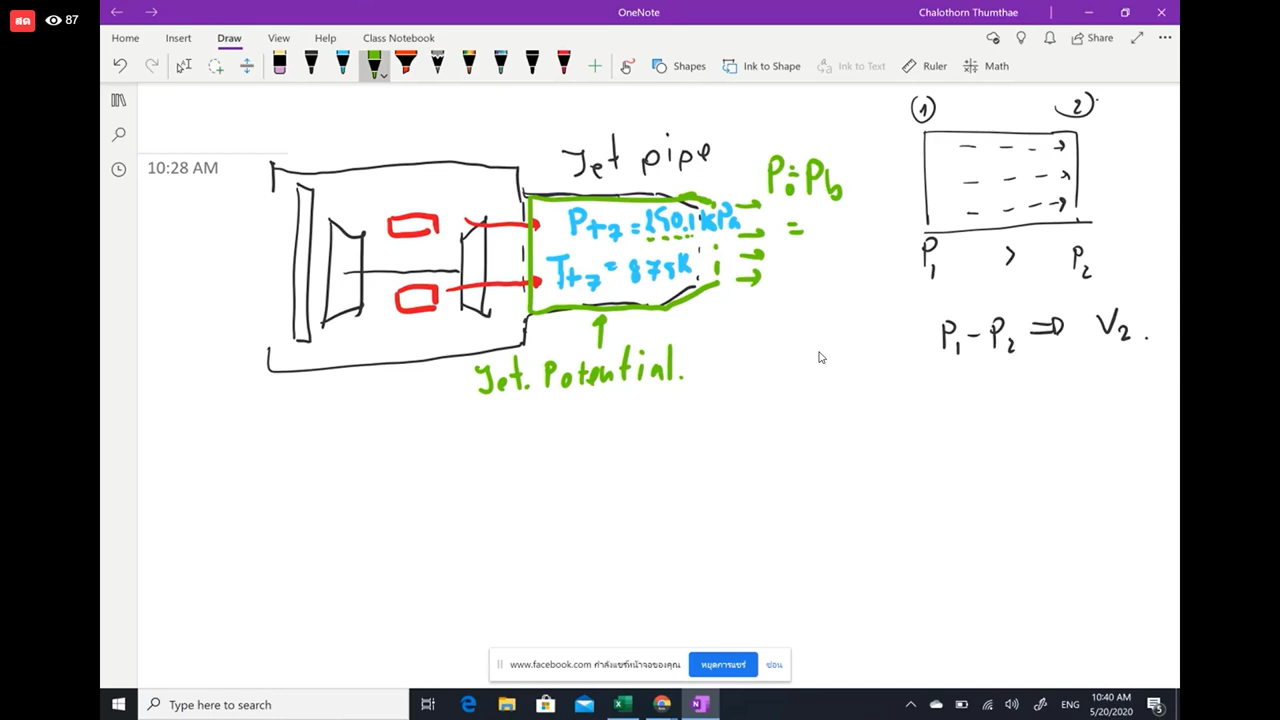 สด 87
OneNote
Chalothorn Thumthae
Home Insert Draw View Help Class Notebook
Share
Shapes Ink to Shape Ink to Text Ruler Math
10:28 AM
Jet pipe
Pt7 = 250.1 kPa
Tt7 = 878K
Jet. Potential.
P0 = Pb
=
1 2
P1 > P2
P1 - P2 ⇒ V2.
www.facebook.com กำลังแชร์หน้าจอของคุณ หยุดการแชร์ ซ่อน
Type here to search
ENG
10:40 AM
5/20/2020
5